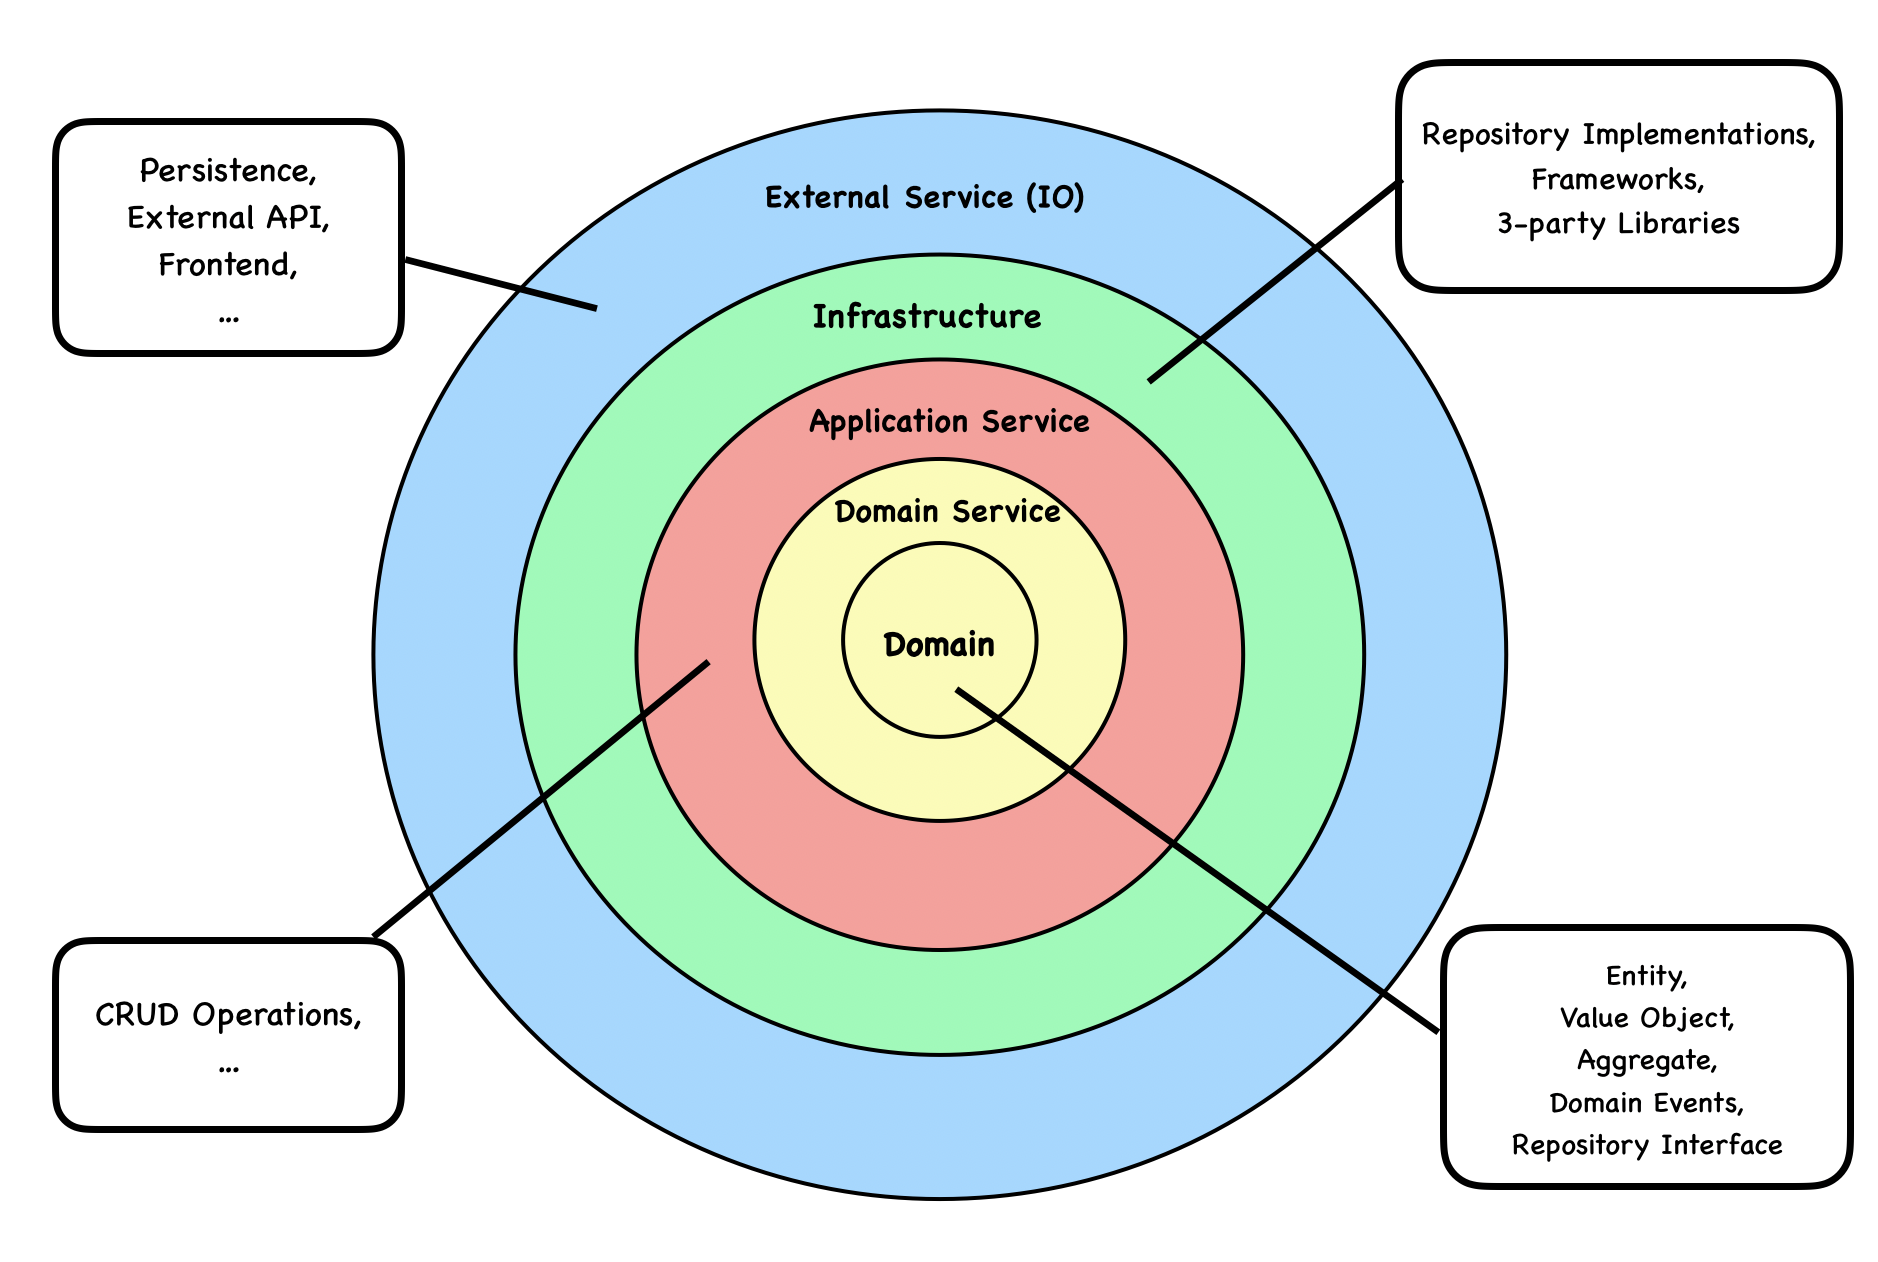 Persistence,
External API,
Frontend,
...
Repository Implementations,
Frameworks,
3-party Libraries
External Service (IO)
Infrastructure
Application Service
Domain Service
Domain
CRUD Operations,
...
Entity,
Value Object,
Aggregate,
Domain Events,
Repository Interface